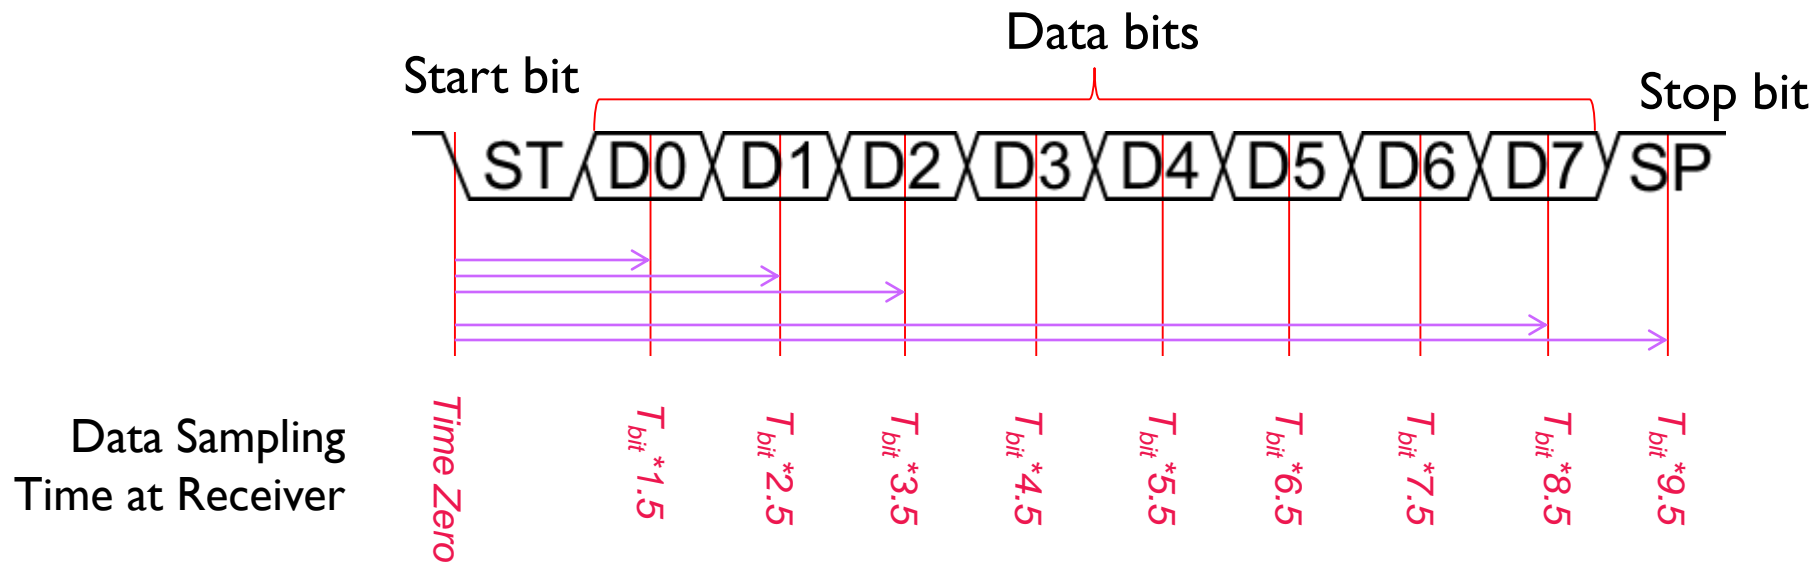 Data bits
Start bit
Stop bit
ST D0 D1 D2 D3 D4 D5 D6 D7 SP
Data Sampling
Time at Receiver
Time Zero
Tbit *1.5
Tbit *2.5
Tbit *3.5
Tbit *4.5
Tbit *5.5
Tbit *6.5
Tbit *7.5
Tbit *8.5
Tbit *9.5